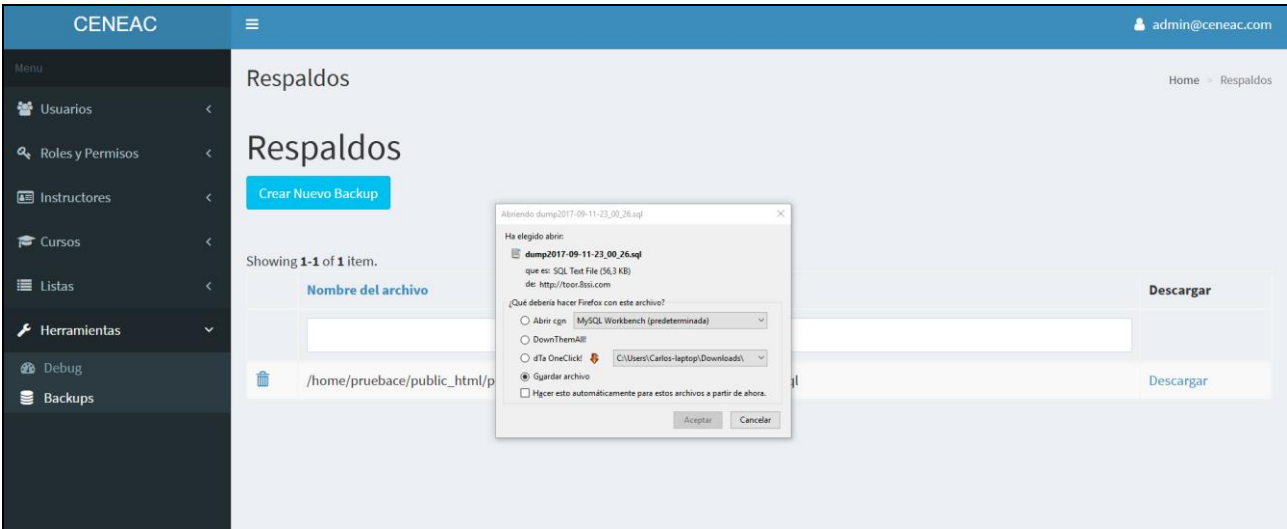 CENEAC
admin@ceneac.com
Menu
Usuarios
Roles y Permisos
Instructores
Cursos
Listas
Herramientas
Debug
Backups
Respaldos
Home > Respaldos
Respaldos
Crear Nuevo Backup
Showing 1-1 of 1 item.
Nombre del archivo
Descargar
/home/pruebace/public_html/p
ql
Descargar
Abriendo dump2017-09-11-23_00_26.sql
Ha elegido abrir:
dump2017-09-11-23_00_26.sql
que es: SQL Text File (56,3 KB)
de: http://toor.8ssi.com
¿Qué debería hacer Firefox con este archivo?
Abrir con MySQL Workbench (predeterminada)
DownThemAll!
dTa OneClick! C:\Users\Carlos-laptop\Downloads\
Guardar archivo
Hacer esto automáticamente para estos archivos a partir de ahora.
Aceptar Cancelar